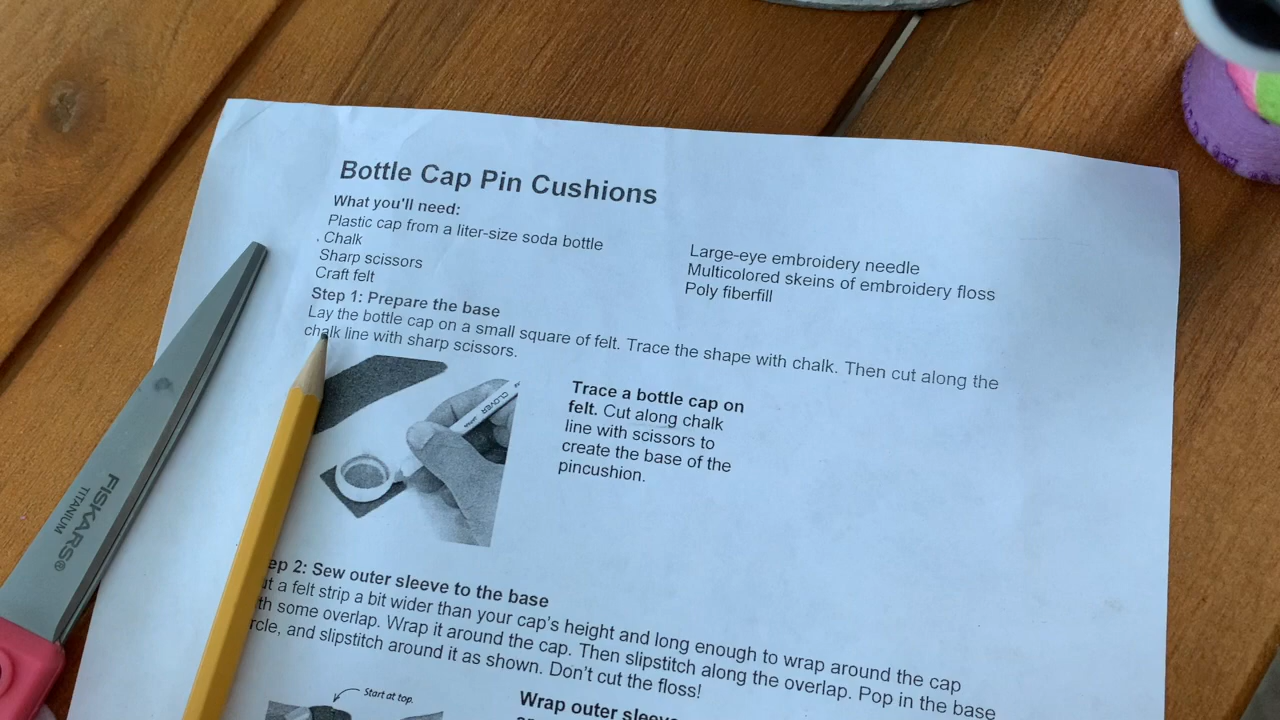 Bottle Cap Pin Cushions
What you'll need:
Plastic cap from a liter-size soda bottle
Chalk
Sharp scissors
Craft felt
Large-eye embroidery needle
Multicolored skeins of embroidery floss
Poly fiberfill
Step 1: Prepare the base
Lay the bottle cap on a small square of felt. Trace the shape with chalk. Then cut along the
chalk line with sharp scissors.
CLOVER
Trace a bottle cap on
felt. Cut along chalk
line with scissors to
create the base of the
pincushion.
ep 2: Sew outer sleeve to the base
a felt strip a bit wider than your cap's height and long enough to wrap around the cap
th some overlap. Wrap it around the cap. Then slipstitch along the overlap. Pop in the base
rcle, and slipstitch around it as shown. Don't cut the floss!
Start at top.
Wrap outer sleeve
FISKARS®
TITANIUM